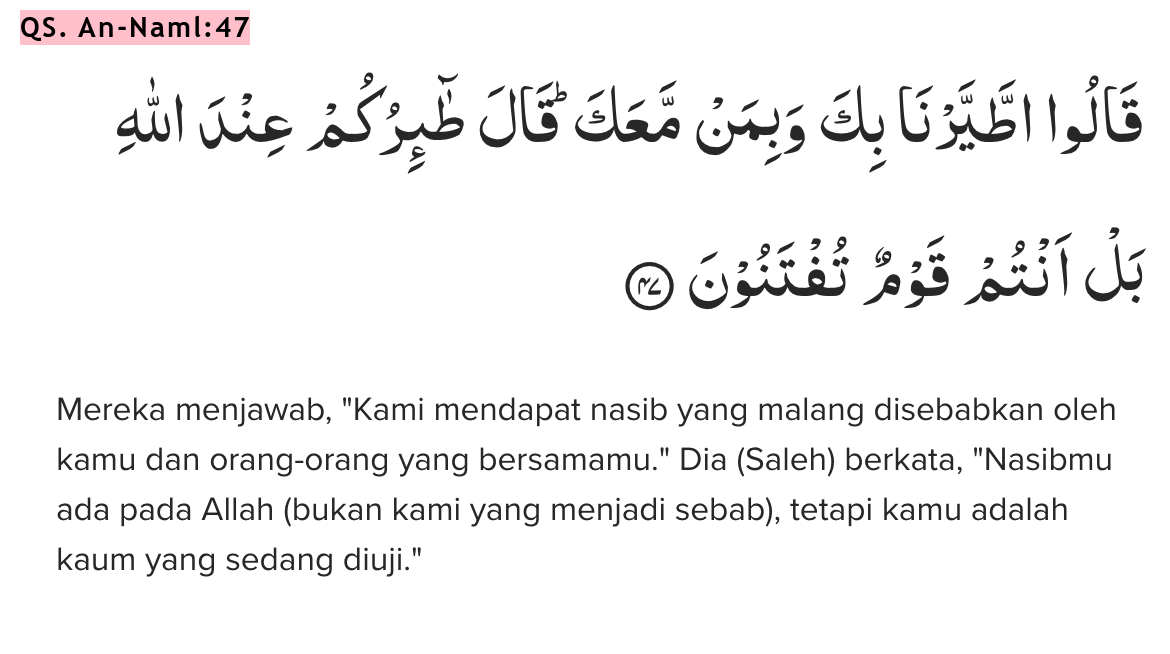 QS. An-Naml:47
قَالُوا اطَّيَّرْنَا بِكَ وَبِمَنْ مَّعَكَۗ قَالَ طٰۤىِٕرُكُمْ عِنْدَ اللّٰهِ
بَلْ اَنْتُمْ قَوْمٌ تُفْتَنُوْنَ ٤٧
Mereka menjawab, "Kami mendapat nasib yang malang disebabkan oleh
kamu dan orang-orang yang bersamamu." Dia (Saleh) berkata, "Nasibmu
ada pada Allah (bukan kami yang menjadi sebab), tetapi kamu adalah
kaum yang sedang diuji."